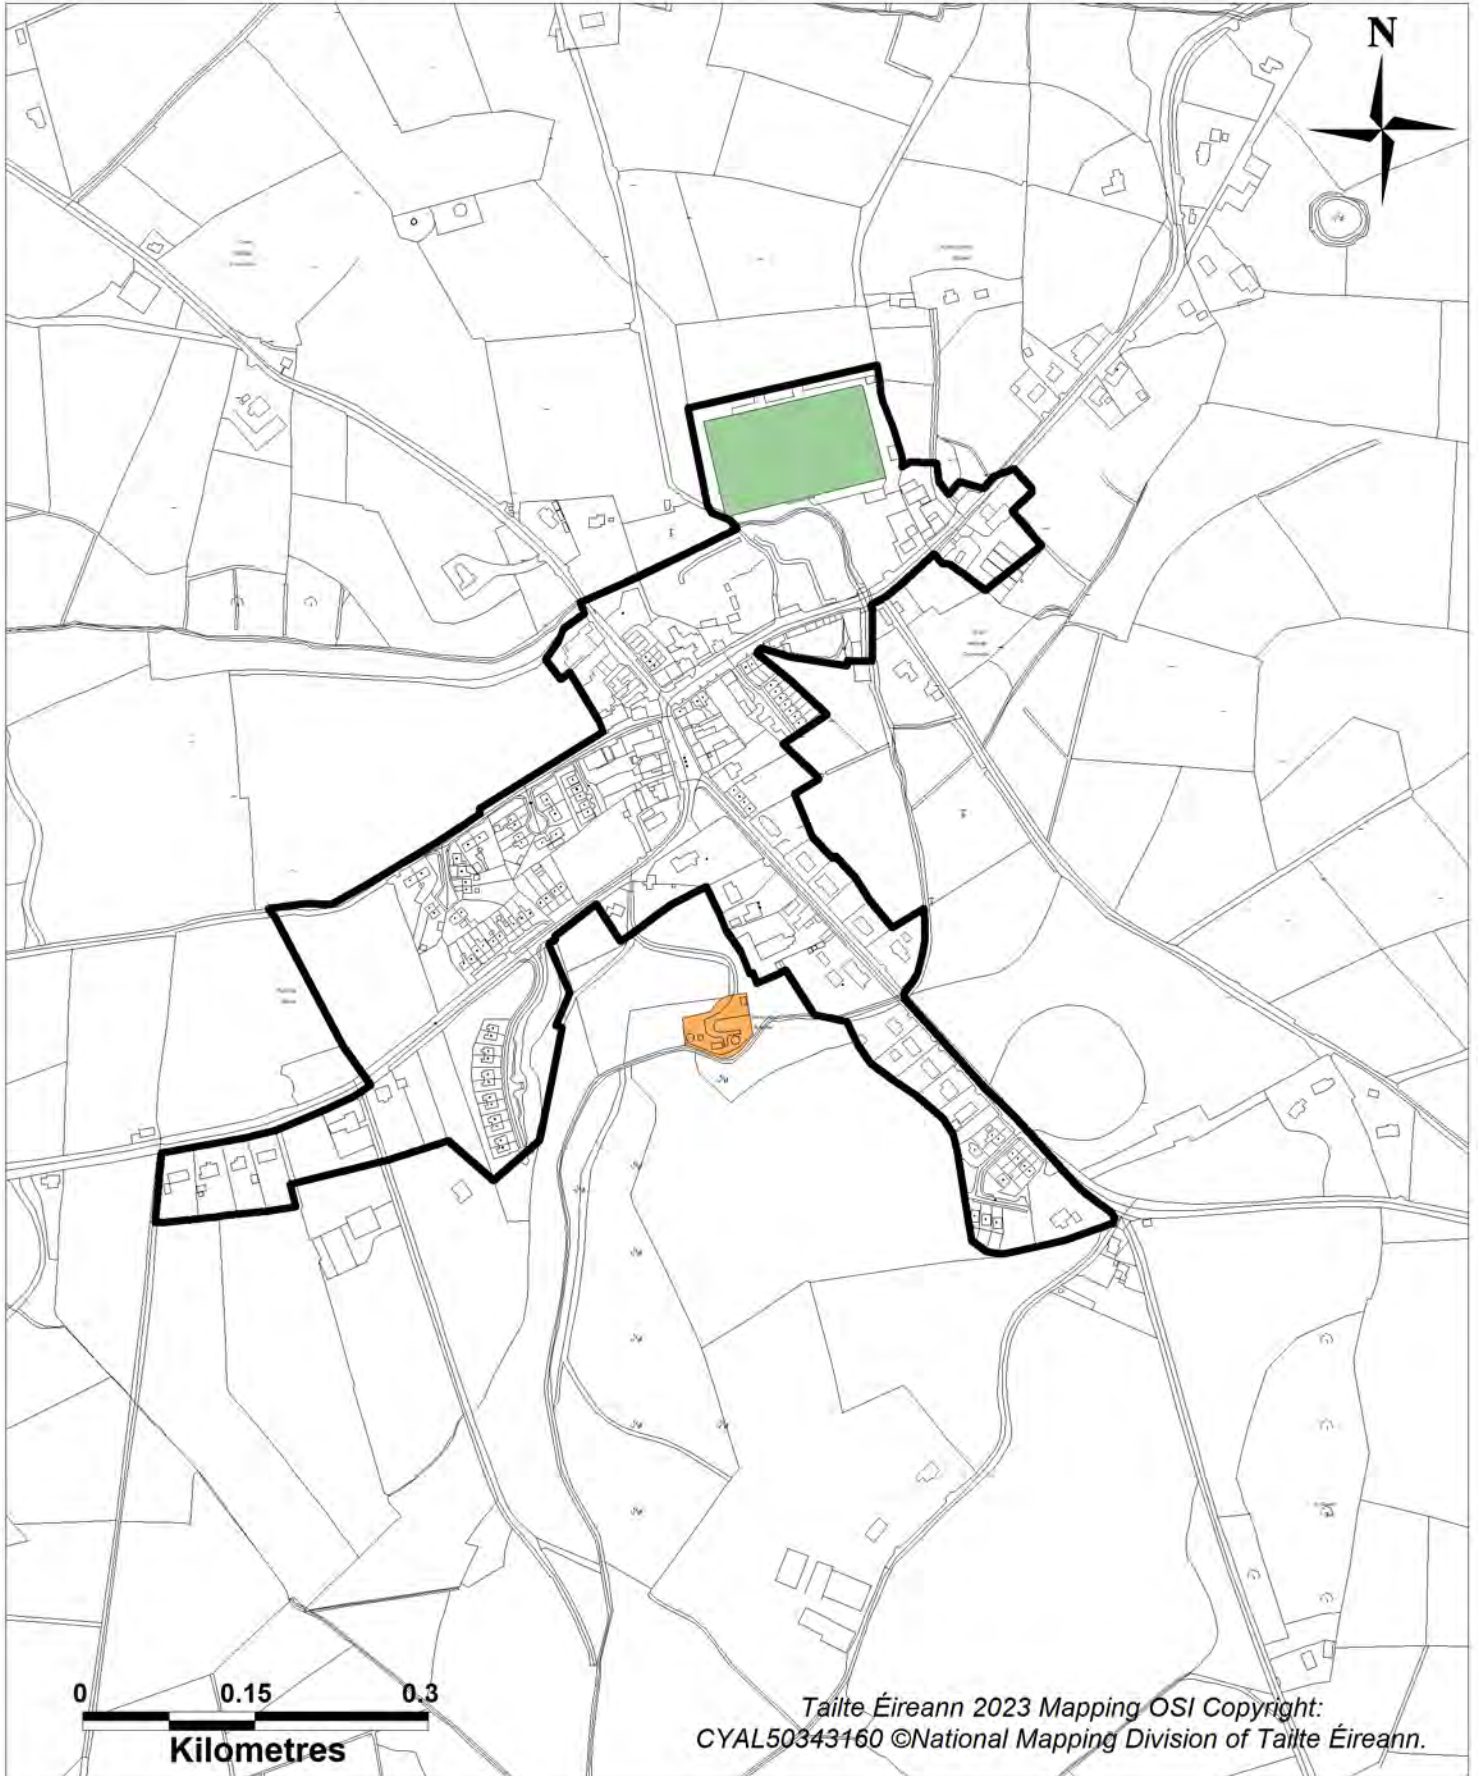 N
0 0.15 0.3
Kilometres
Tailte Éireann 2023 Mapping OSI Copyright:
CYAL50343160 ©National Mapping Division of Tailte Éireann.